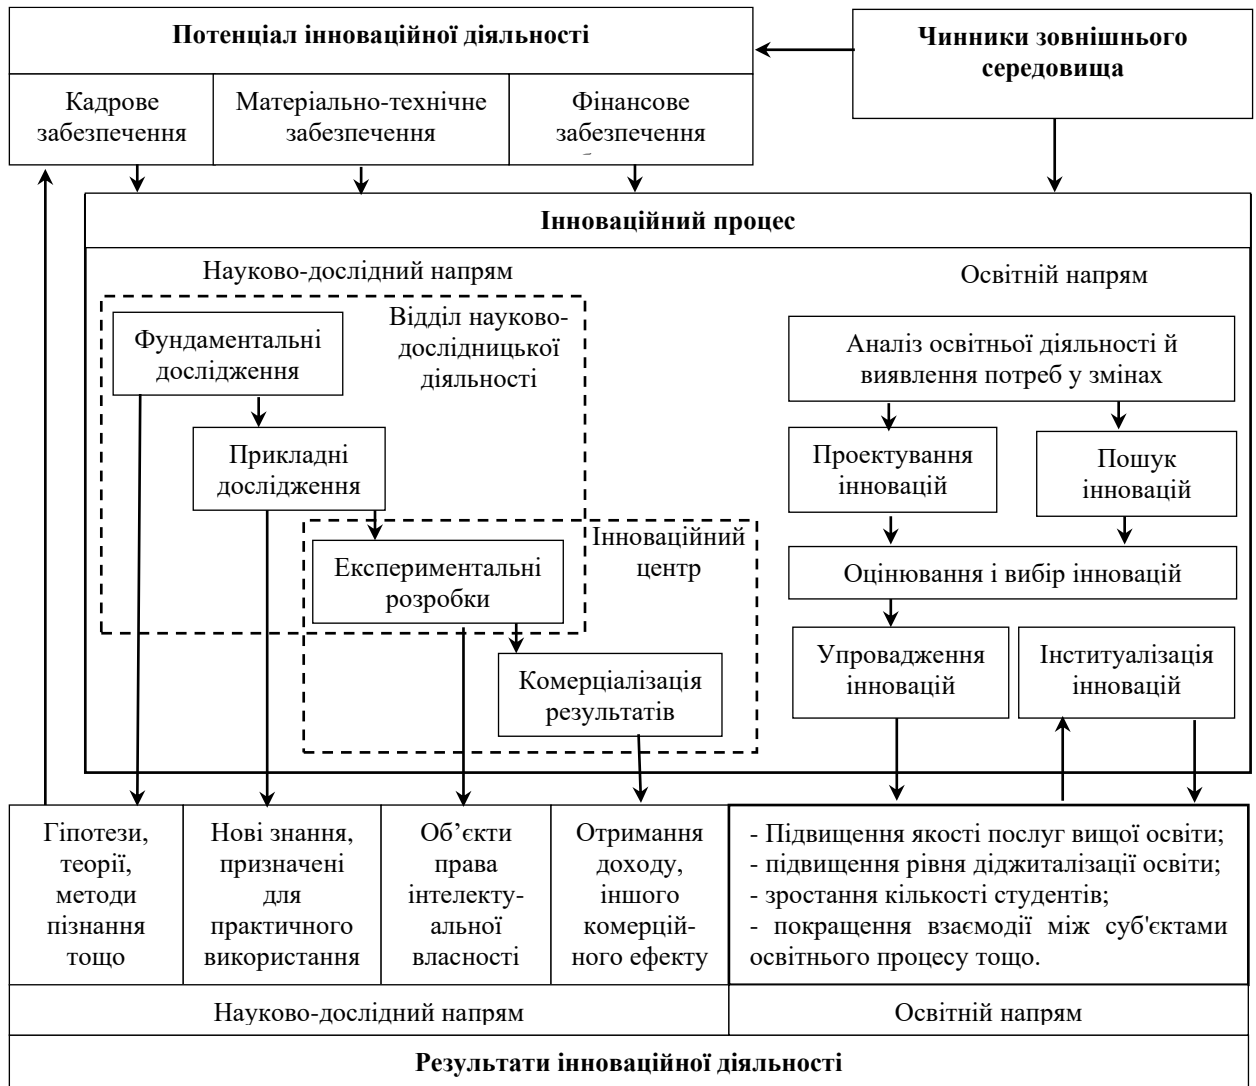 Потенціал інноваційної діяльності
Чинники зовнішнього
середовища
Кадрове
забезпечення
Матеріально-технічне
забезпечення
Фінансове
забезпечення
Інноваційний процес
Науково-дослідний напрям
Відділ науково-
дослідницької
діяльності
Фундаментальні
дослідження
Прикладні
дослідження
Інноваційний
центр
Експериментальні
розробки
Комерціалізація
результатів
Освітній напрям
Аналіз освітньої діяльності й
виявлення потреб у змінах
Проектування
інновацій
Пошук
інновацій
Оцінювання і вибір інновацій
Упровадження
інновацій
Інституалізація
інновацій
Гіпотези,
теорії,
методи
пізнання
тощо
Нові знання,
призначені
для
практичного
використання
Об’єкти
права
інтелекту-
альної
власності
Отримання
доходу,
іншого
комерцій-
ного ефекту
- Підвищення якості послуг вищої освіти;
- підвищення рівня діджиталізації освіти;
- зростання кількості студентів;
- покращення взаємодії між суб'єктами
освітнього процесу тощо.
Науково-дослідний напрям
Освітній напрям
Результати інноваційної діяльності